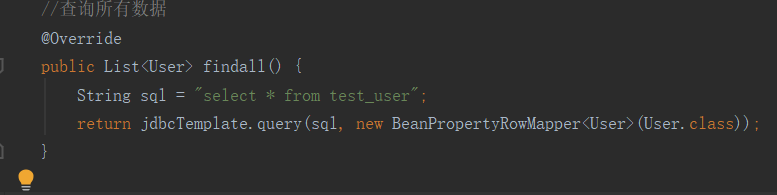 //查询所有数据
@Override
public List<User> findall() {
String sql = "select * from test_user";
return jdbcTemplate.query(sql, new BeanPropertyRowMapper<User>(User.class));
}